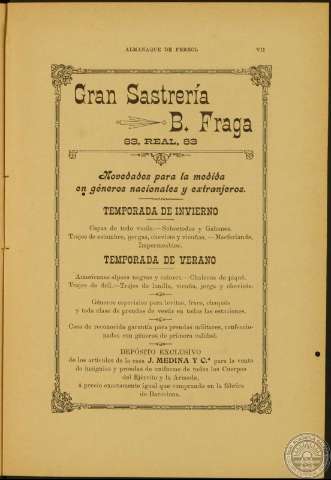 ALMANAQUE DE FERROL VII
Gran Sastrería
B. Fraga
63, REAL, 63
Novedades para la medida
en géneros nacionales y extranjeros.
TEMPORADA DE INVIERNO
Capas de todo vuelo.—Sobretodos y Gabanes.
Trajes de estambre, jergas, cheviots y vicuñas. — Macferlands.
Impermeables.
TEMPORADA DE VERANO
Americanas alpaca negras y colores.—Chalecos de piqué.
Trajes de dril.—Trajes de lanilla, vicuña, jerga y cheviots.
Géneros especiales para levitas, fracs, chaqués
y toda clase de prendas de vestir en todas las estaciones.
Casa de reconocida garantía para prendas militares, confeccio-
nadas con géneros de primera calidad.
DEPÓSITO EXCLUSIVO
de los artículos de la casa J. MEDINA Y C.ª para la venta
de insignias y prendas de uniforme de todos los Cuerpos
del Ejército y la Armada,
á precio exactamente igual que comprando en la fábrica
de Barcelona.